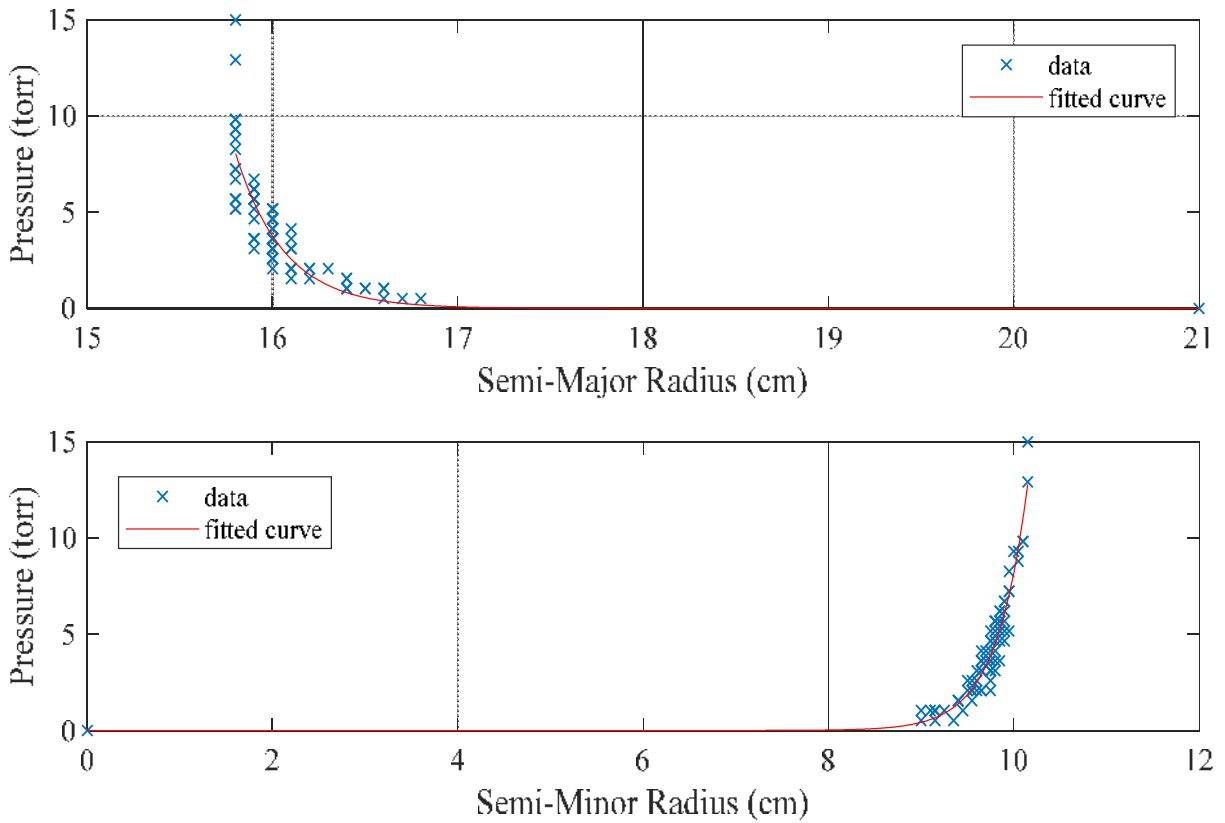 15
10
5
0
Pressure (torr)
data
fitted curve
15 16 17 18 19 20 21
Semi-Major Radius (cm)
15
10
5
0
Pressure (torr)
data
fitted curve
0 2 4 6 8 10 12
Semi-Minor Radius (cm)